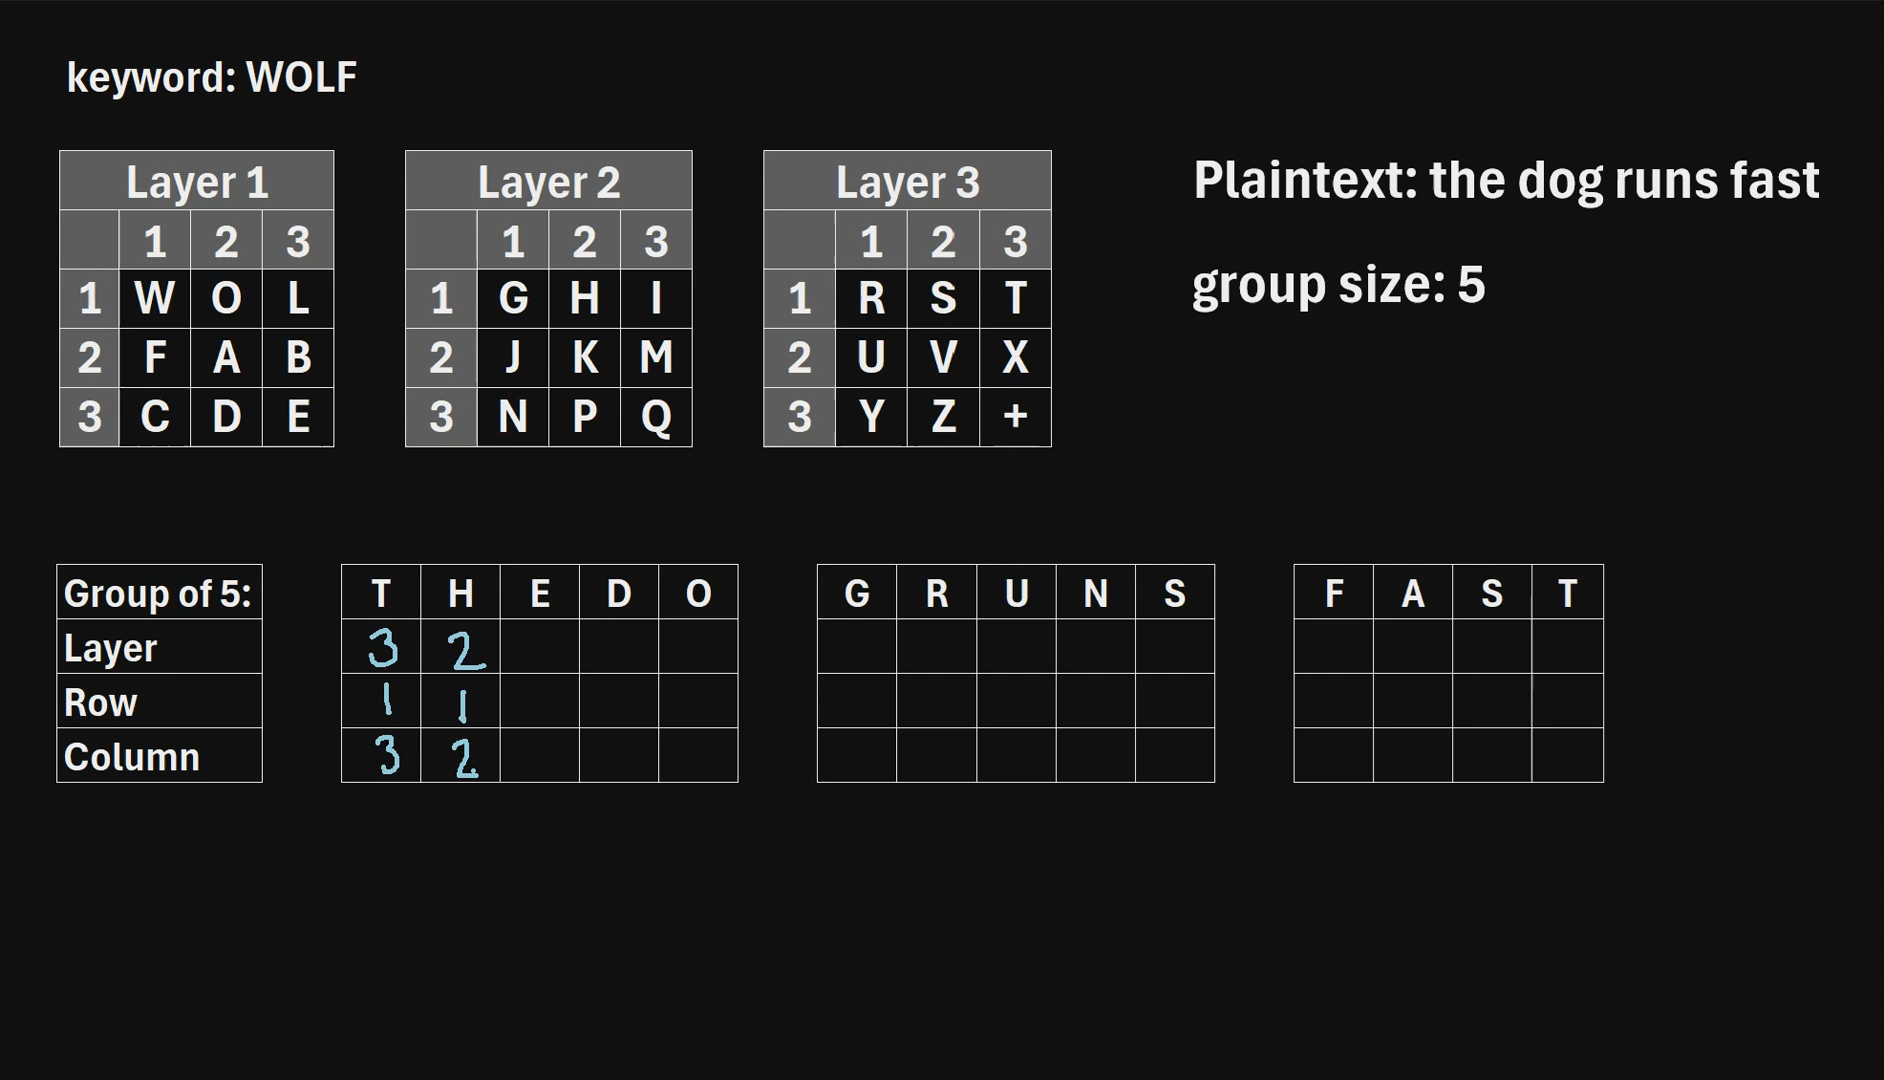 keyword: WOLF
Layer 1
1 2 3
1 W O L
2 F A B
3 C D E
Layer 2
1 2 3
1 G H I
2 J K M
3 N P Q
Layer 3
1 2 3
1 R S T
2 U V X
3 Y Z +
Plaintext: the dog runs fast
group size: 5
Group of 5: T H E D O G R U N S F A S T
Layer 3 2
Row 1 1
Column 3 2